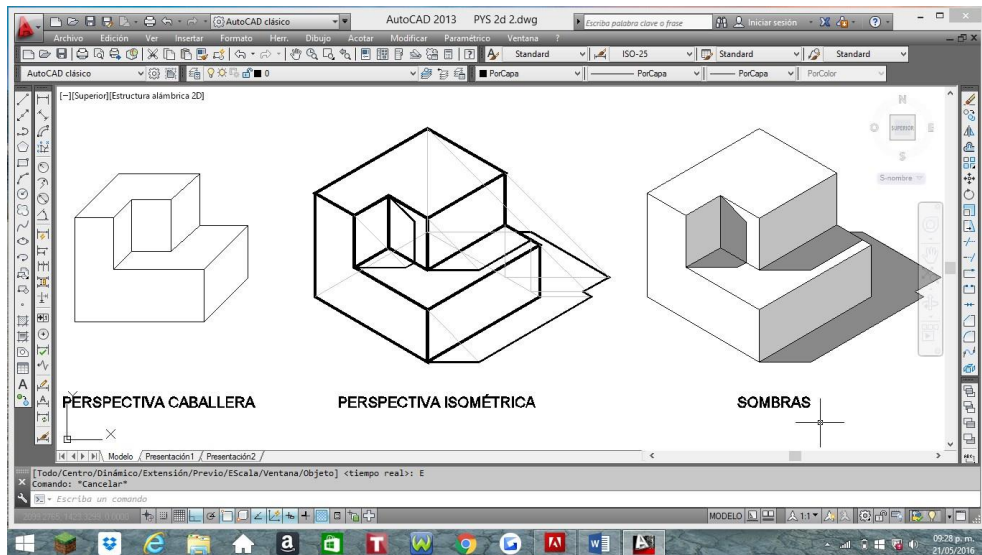 AutoCAD clásico
AutoCAD 2013 PYS 2d 2.dwg
Escriba palabra clave o frase
Iniciar sesión
Archivo Edición Ver Insertar Formato Herr. Dibujo Acotar Modificar Paramétrico Ventana ?
Standard ISO-25 Standard Standard
AutoCAD clásico 0 PorCapa PorCapa PorCapa PorColor
[−][Superior][Estructura alámbrica 2D]
N
O SUPERIOR E
S
S-nombre
PERSPECTIVA CABALLERA PERSPECTIVA ISOMÉTRICA SOMBRAS
X
Modelo Presentación1 Presentación2
[Todo/Centro/Dinámico/Extensión/Previo/EScala/Ventana/Objeto] <tiempo real>: E
Comando: "Cancelar"
Escriba un comando
MODELO 1:1
09:28 p.m.
21/05/2016